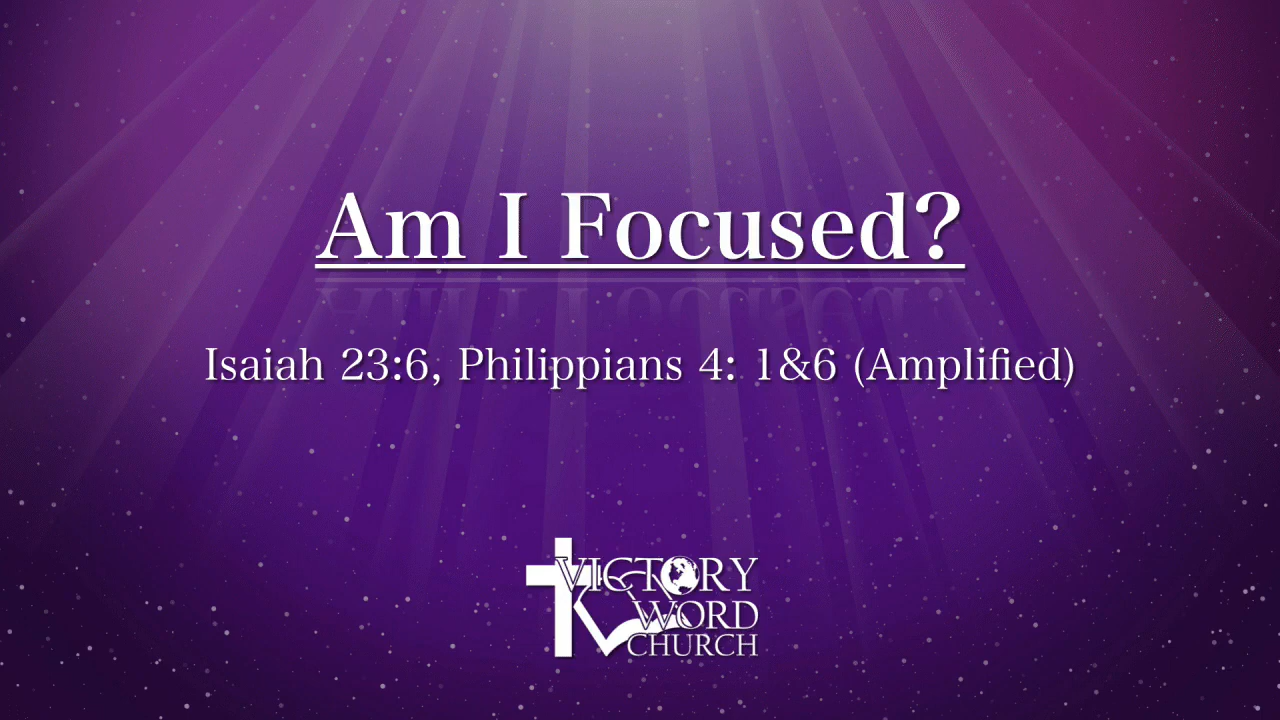 Am I Focused?
Isaiah 23:6, Philippians 4: 1&6 (Amplified)
VICTORY
WORD
CHURCH